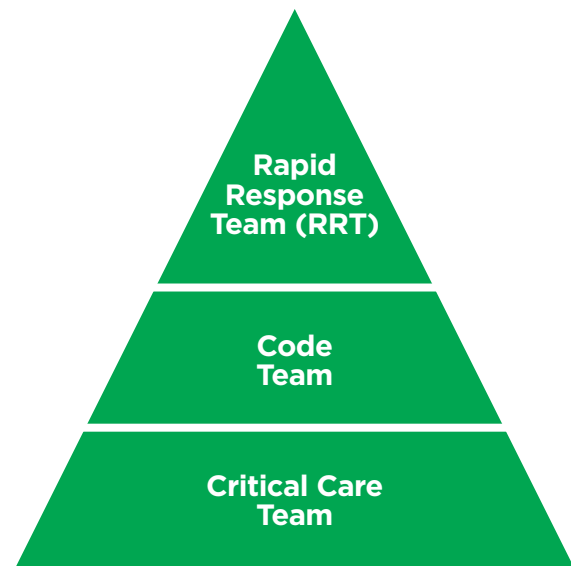 Rapid
Response
Team (RRT)
Code
Team
Critical Care
Team